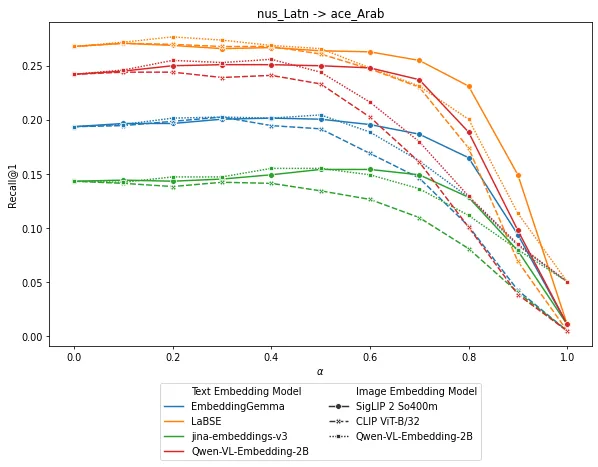 nus_Latn -> ace_Arab
Recall@1
0.25
0.20
0.15
0.10
0.05
0.00
0.0 0.2 0.4 0.6 0.8 1.0
α
Text Embedding Model Image Embedding Model
EmbeddingGemma SigLIP 2 So400m
LaBSE CLIP ViT-B/32
jina-embeddings-v3 Qwen-VL-Embedding-2B
Qwen-VL-Embedding-2B